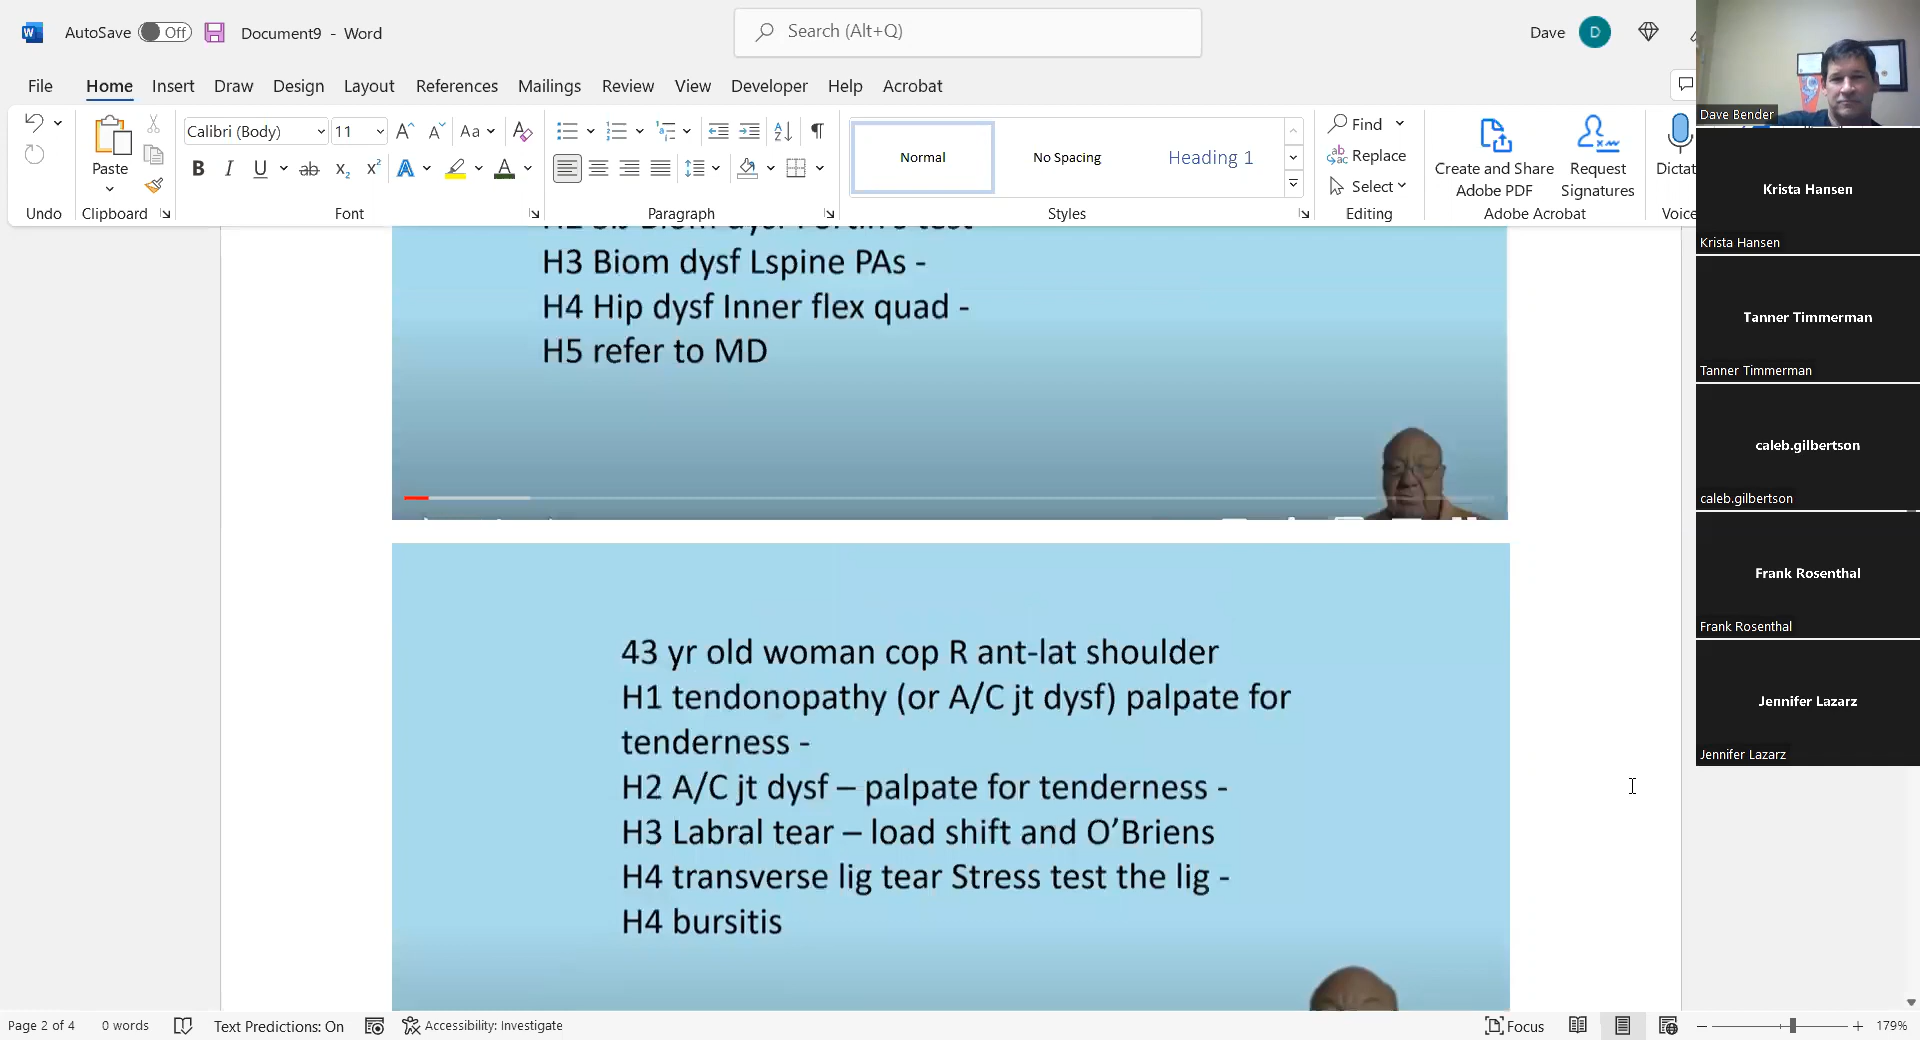 AutoSave Off Document9 - Word
Search (Alt+Q)
Dave D
File Home Insert Draw Design Layout References Mailings Review View Developer Help Acrobat
Calibri (Body) 11
Paste
Normal
No Spacing
Heading 1
Find
Replace
Select
Create and Share
Adobe PDF
Request
Signatures
Dictat
Undo Clipboard Font Paragraph Styles Editing Adobe Acrobat Voice
H3 Biom dysf Lspine PAs -
H4 Hip dysf Inner flex quad -
H5 refer to MD
43 yr old woman cop R ant-lat shoulder
H1 tendonopathy (or A/C jt dysf) palpate for
tenderness -
H2 A/C jt dysf – palpate for tenderness -
H3 Labral tear – load shift and O’Briens
H4 transverse lig tear Stress test the lig -
H4 bursitis
Dave Bender
Krista Hansen
Krista Hansen
Tanner Timmerman
Tanner Timmerman
caleb.gilbertson
caleb.gilbertson
Frank Rosenthal
Frank Rosenthal
Jennifer Lazarz
Jennifer Lazarz
Page 2 of 4 0 words Text Predictions: On Accessibility: Investigate
Focus 179%